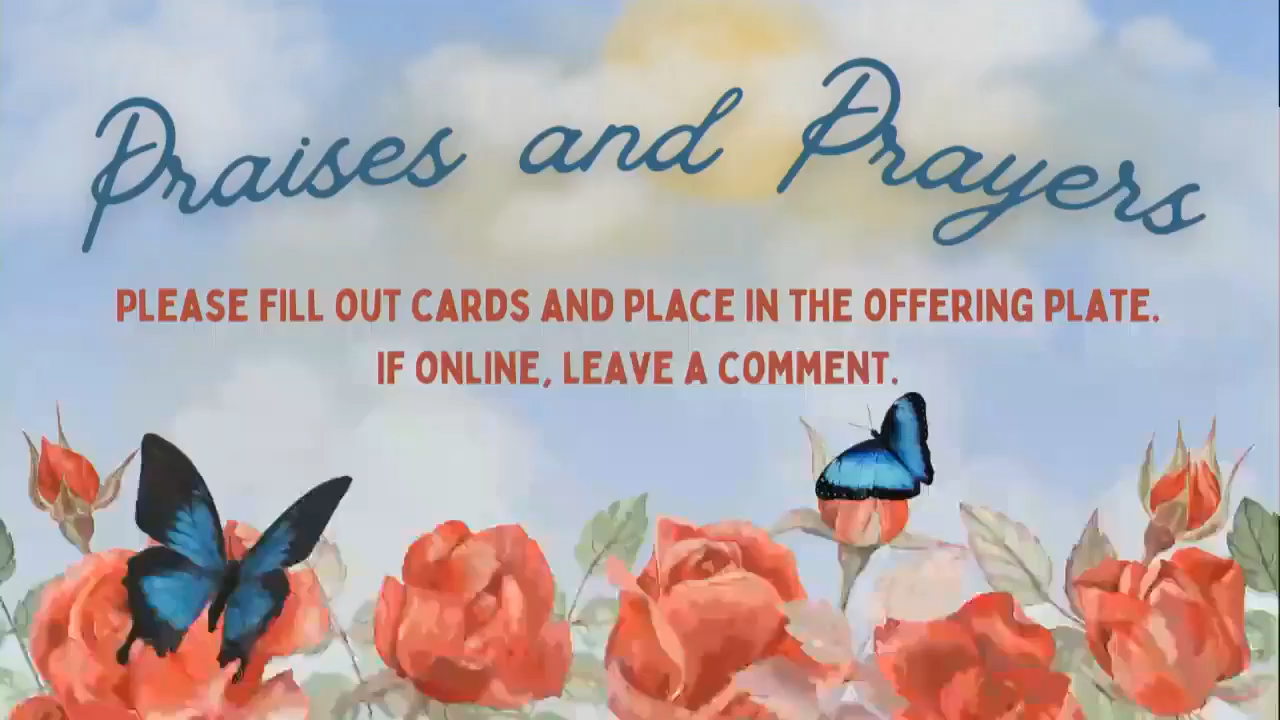 Praises and Prayers
PLEASE FILL OUT CARDS AND PLACE IN THE OFFERING PLATE.
IF ONLINE, LEAVE A COMMENT.